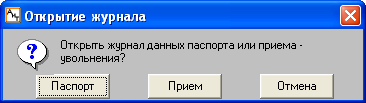 Открытие журнала
Открыть журнал данных паспорта или приема -
увольнения?
Паспорт Прием Отмена